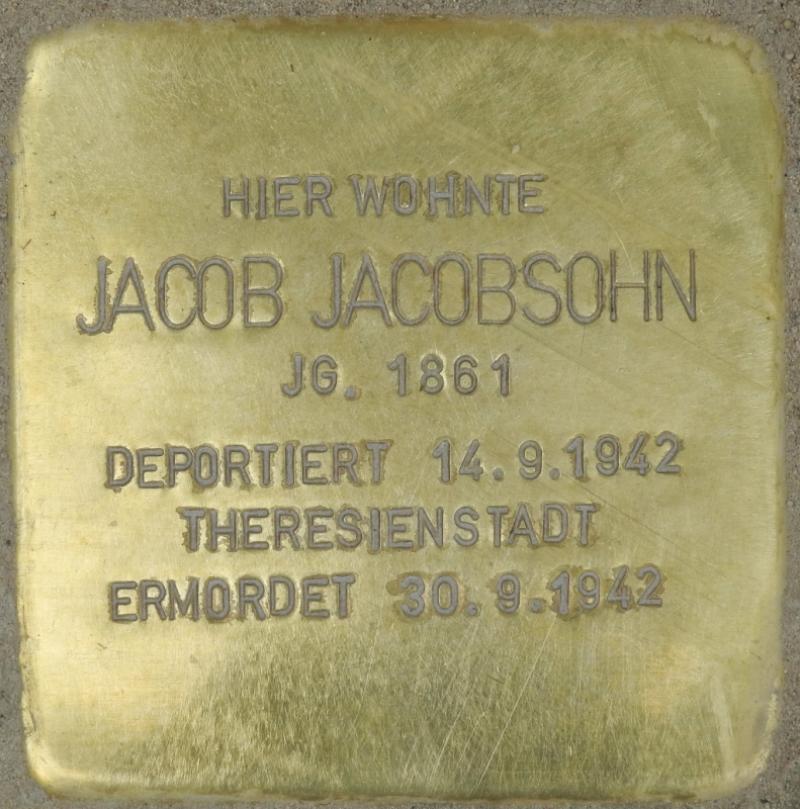 HIER WOHNTE
JACOB JACOBSOHN
JG. 1861
DEPORTIERT 14.9.1942
THERESIENSTADT
ERMORDET 30.9.1942